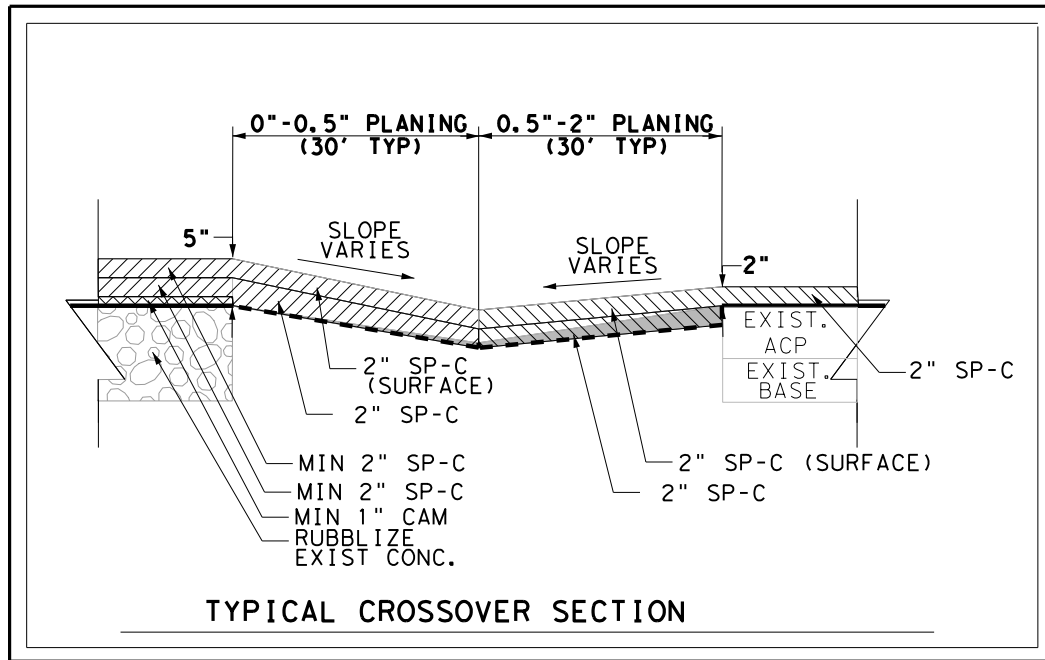 0"-0.5" PLANING
(30' TYP)
0.5"-2" PLANING
(30' TYP)
5"
SLOPE
VARIES
SLOPE
VARIES
2"
EXIST.
ACP
EXIST.
BASE
2" SP-C
(SURFACE)
2" SP-C
2" SP-C
2" SP-C (SURFACE)
2" SP-C
MIN 2" SP-C
MIN 2" SP-C
MIN 1" CAM
RUBBLIZE
EXIST CONC.
TYPICAL CROSSOVER SECTION